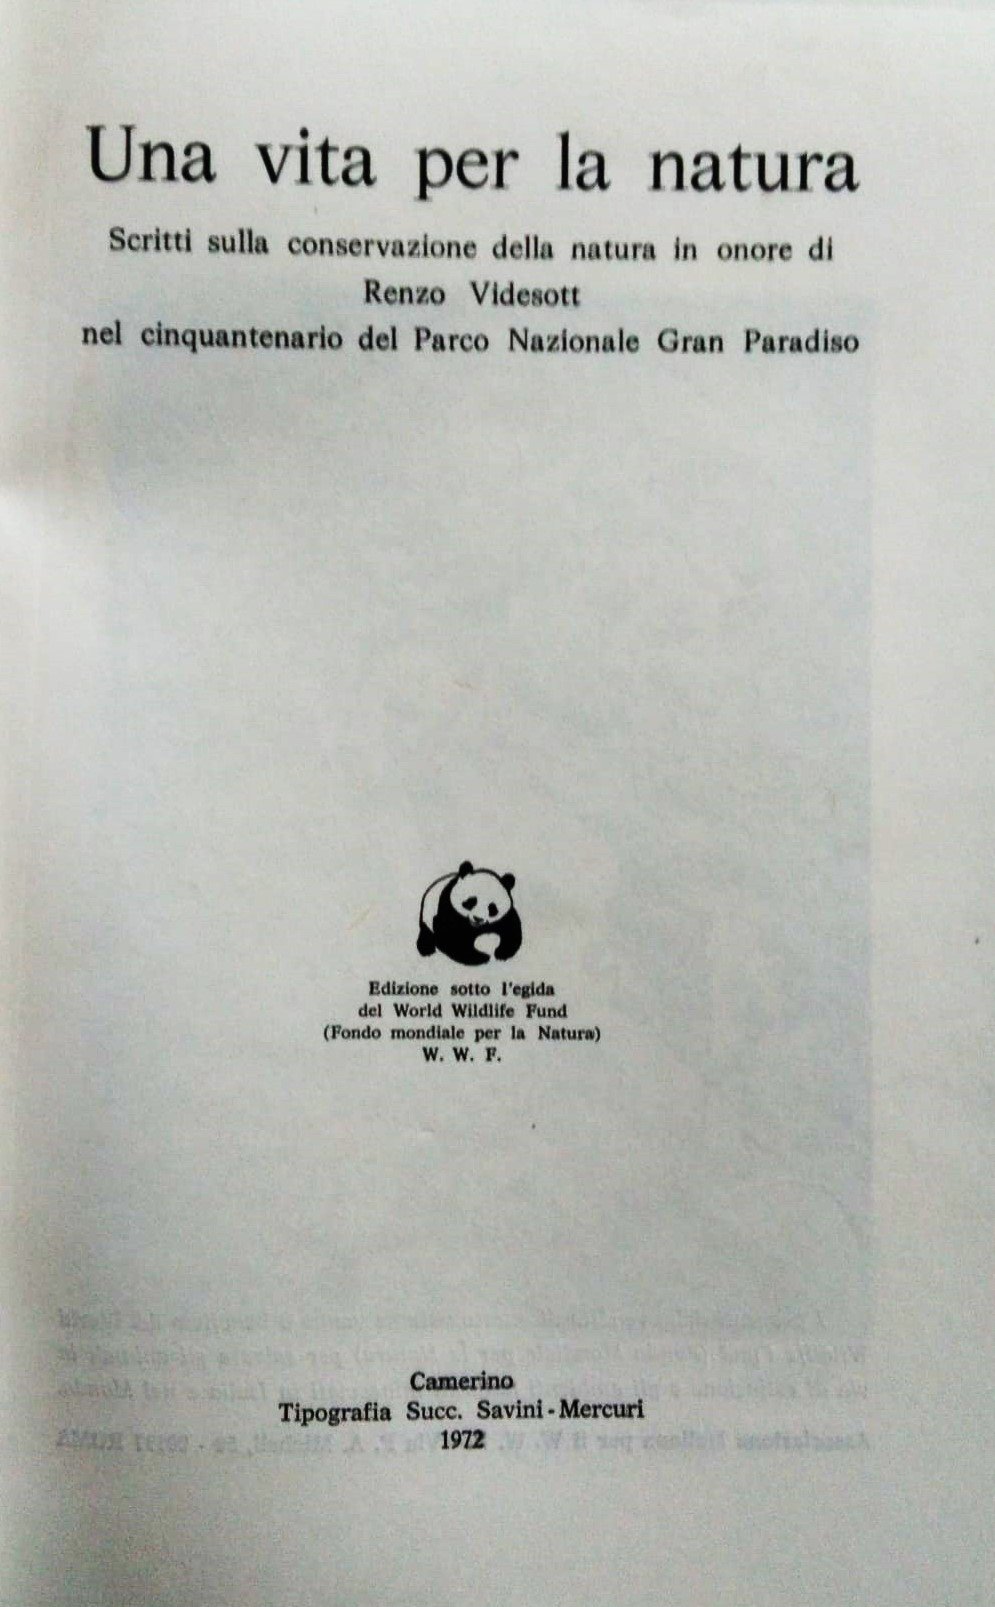 Una vita per la natura
Scritti sulla conservazione della natura in onore di
Renzo Videsott
nel cinquantenario del Parco Nazionale Gran Paradiso
Edizione sotto l'egida
del World Wildlife Fund
(Fondo mondiale per la Natura)
W. W. F.
Camerino
Tipografia Succ. Savini - Mercuri
1972